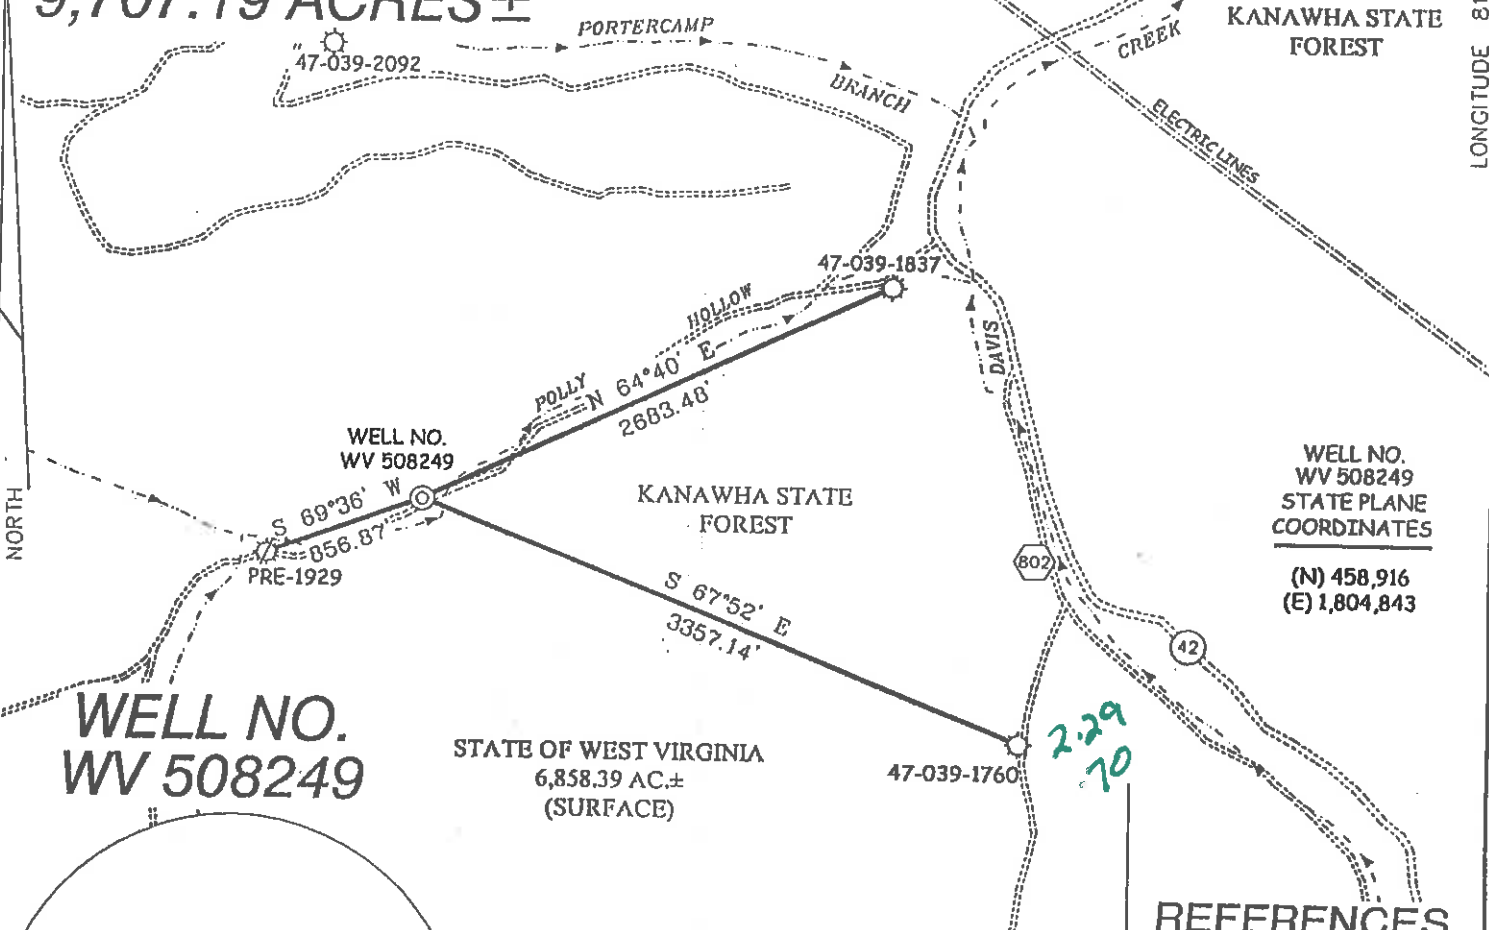 9,707.19 ACRES±
47-039-2092
PORTERCAMP
BRANCH
CREEK
KANAWHA STATE
FOREST
LONGITUDE 81
ELECTRIC LINES
47-039-1837
HOLLOW
DAVIS
POLLY
N 64°40' E
2683.48'
WELL NO.
WV 508249
S 69°36' W
856.87'
PRE-1929
NORTH
KANAWHA STATE
FOREST
WELL NO.
WV 508249
STATE PLANE
COORDINATES
(N) 458,916
(E) 1,804,843
802
S 67°52' E
3357.14'
42
WELL NO.
WV 508249
STATE OF WEST VIRGINIA
6,858.39 AC.±
(SURFACE)
47-039-1760
2.29
.70
REFERENCES